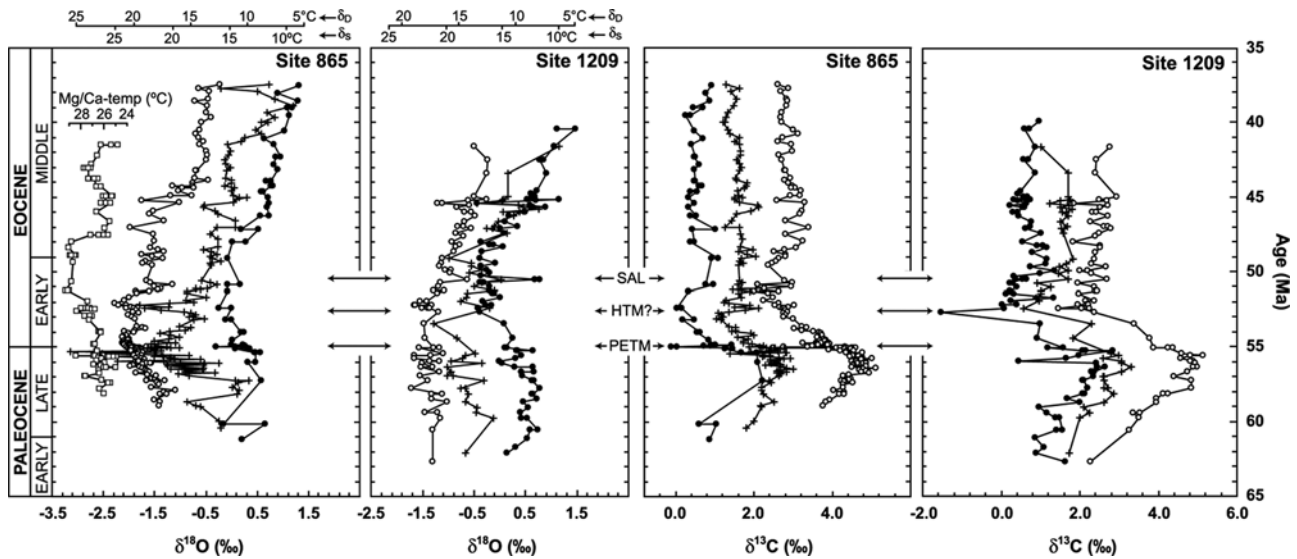 25 20 15 10 5°C ← δD 20 15 10 5°C ← δD
25 20 15 10°C ← δS 25 20 15 10°C ← δS
Site 865 Site 1209 Site 865 Site 1209
Mg/Ca-temp (°C)
28 26 24
EOCENE
MIDDLE
EARLY
PALEOCENE
LATE
EARLY
SAL
HTM?
PETM
35
40
45
50
55
60
65
Age (Ma)
-3.5 -2.5 -1.5 -0.5 0.5 1.5 -2.5 -1.5 -0.5 0.5 1.5 0.0 2.0 4.0 6.0 -2.0 0.0 2.0 4.0 6.0
δ18O (‰) δ18O (‰) δ13C (‰) δ13C (‰)